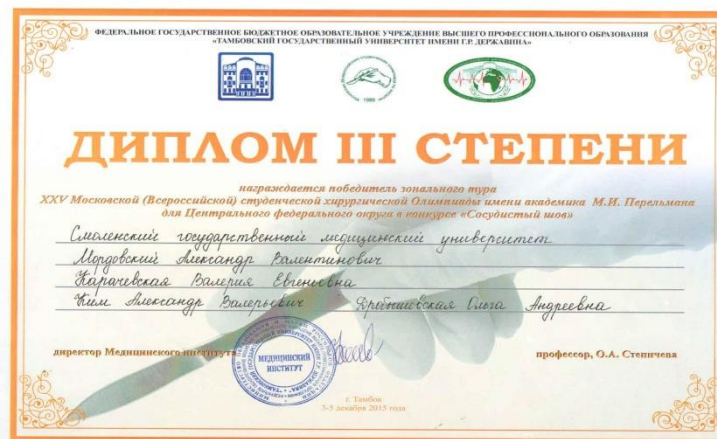 ФЕДЕРАЛЬНОЕ ГОСУДАРСТВЕННОЕ БЮДЖЕТНОЕ ОБРАЗОВАТЕЛЬНОЕ УЧРЕЖДЕНИЕ ВЫСШЕГО ПРОФЕССИОНАЛЬНОГО ОБРАЗОВАНИЯ
«ТАМБОВСКИЙ ГОСУДАРСТВЕННЫЙ УНИВЕРСИТЕТ ИМЕНИ Г.Р. ДЕРЖАВИНА»
ДИПЛОМ III СТЕПЕНИ
награждается победитель зонального тура
XXV Московской (Всероссийской) студенческой хирургической Олимпиады имени академика М.И. Перельмана
для Центрального федерального округа в конкурсе «Сосудистый шов»
Смоленский государственный медицинский университет
Мордовский Александр Валентинович
Карачевская Валерия Евгеньевна
Ким Александр Валерьевич Дробышевская Ольга Андреевна
директор Медицинского института
МЕДИЦИНСКИЙ
ИНСТИТУТ
профессор, О.А. Степичева
г. Тамбов
3-5 декабря 2015 года